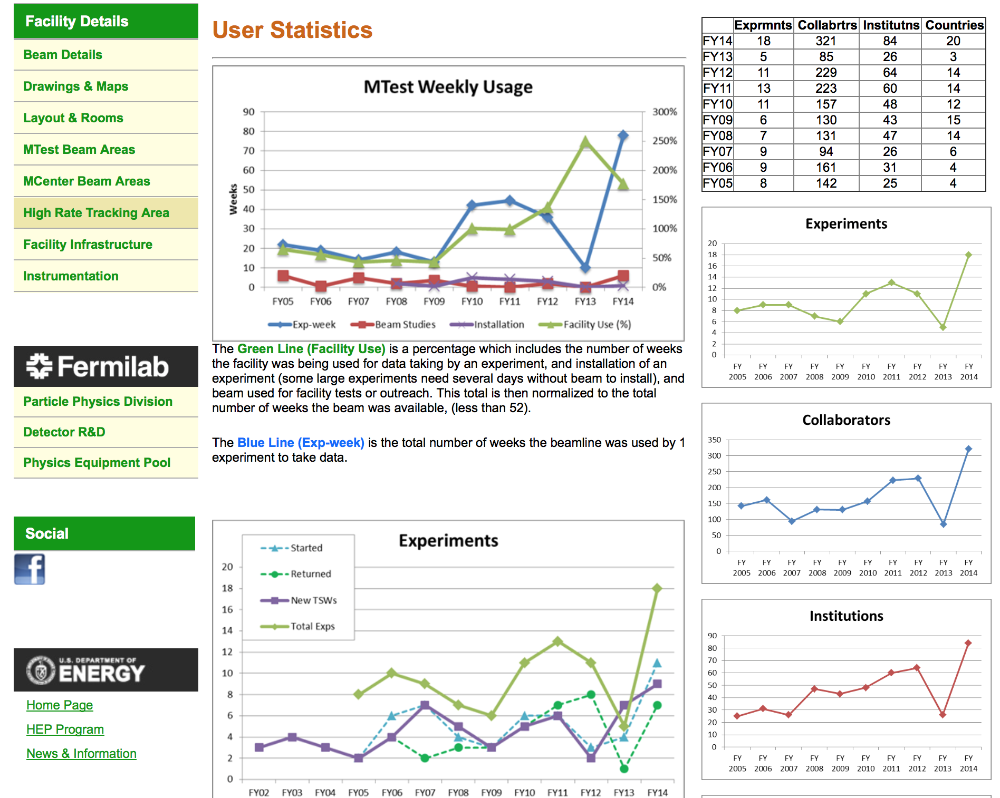 Facility Details
Beam Details
Drawings & Maps
Layout & Rooms
MTest Beam Areas
MCenter Beam Areas
High Rate Tracking Area
Facility Infrastructure
Instrumentation
Fermilab
Particle Physics Division
Detector R&D
Physics Equipment Pool
Social
f
U.S. DEPARTMENT OF
ENERGY
Home Page
HEP Program
News & Information
User Statistics
MTest Weekly Usage
90 300%
80
70 250%
60 200%
50
40 150%
30 100%
20
10 50%
0 0%
Weeks
FY05 FY06 FY07 FY08 FY09 FY10 FY11 FY12 FY13 FY14
Exp-week Beam Studies Installation Facility Use (%)
The Green Line (Facility Use) is a percentage which includes the number of weeks
the facility was being used for data taking by an experiment, and installation of an
experiment (some large experiments need several days without beam to install), and
beam used for facility tests or outreach. This total is then normalized to the total
number of weeks the beam was available, (less than 52).
The Blue Line (Exp-week) is the total number of weeks the beamline was used by 1
experiment to take data.
Experiments
Started
Returned
New TSWs
Total Exps
20
18
16
14
12
10
8
6
4
2
0
FY02 FY03 FY04 FY05 FY06 FY07 FY08 FY09 FY10 FY11 FY12 FY13 FY14
Exprmnts Collabrtrs Institutns Countries
FY14 18 321 84 20
FY13 5 85 26 3
FY12 11 229 64 14
FY11 13 223 60 14
FY10 11 157 48 12
FY09 6 130 43 15
FY08 7 131 47 14
FY07 9 94 26 6
FY06 9 161 31 4
FY05 8 142 25 4
Experiments
20
18
16
14
12
10
8
6
4
2
0
FY FY FY FY FY FY FY FY FY FY
2005 2006 2007 2008 2009 2010 2011 2012 2013 2014
Collaborators
350
300
250
200
150
100
50
0
FY FY FY FY FY FY FY FY FY FY
2005 2006 2007 2008 2009 2010 2011 2012 2013 2014
Institutions
90
80
70
60
50
40
30
20
10
0
FY FY FY FY FY FY FY FY FY FY
2005 2006 2007 2008 2009 2010 2011 2012 2013 2014